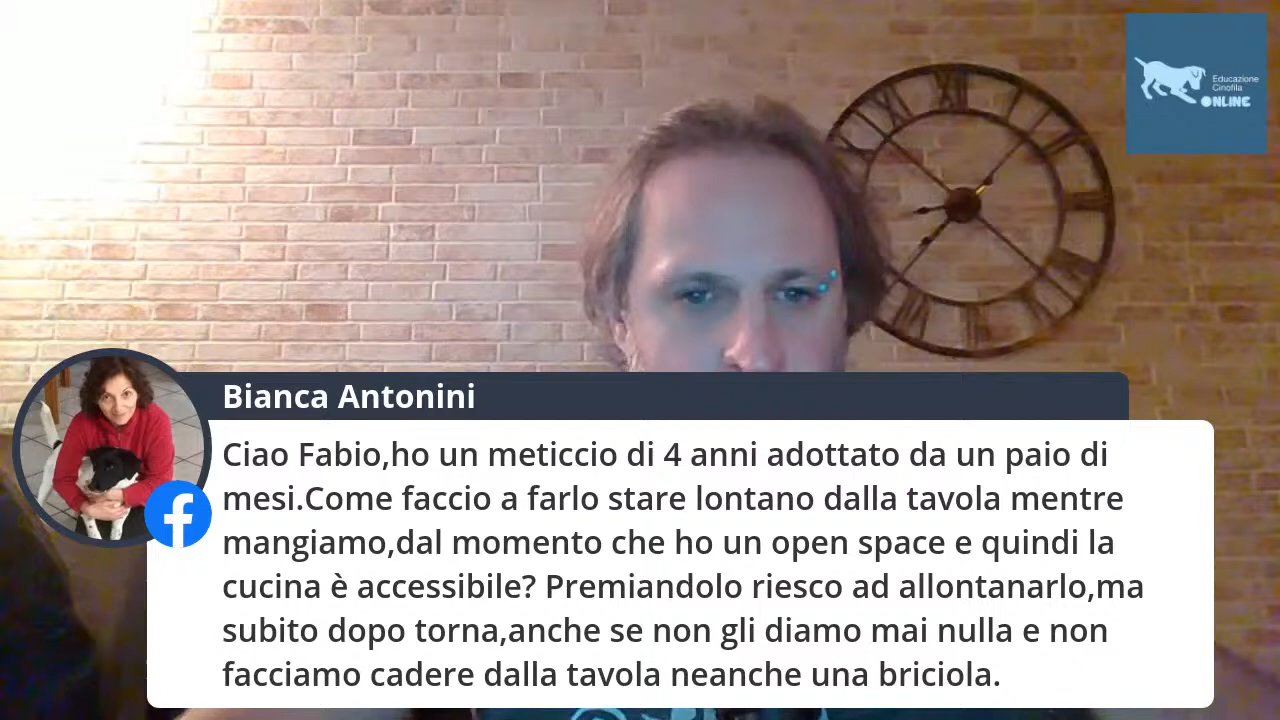 Educazione
Cinofila
ONLINE
Bianca Antonini
Ciao Fabio,ho un meticcio di 4 anni adottato da un paio di
mesi.Come faccio a farlo stare lontano dalla tavola mentre
mangiamo,dal momento che ho un open space e quindi la
cucina è accessibile? Premiandolo riesco ad allontanarlo,ma
subito dopo torna,anche se non gli diamo mai nulla e non
facciamo cadere dalla tavola neanche una briciola.